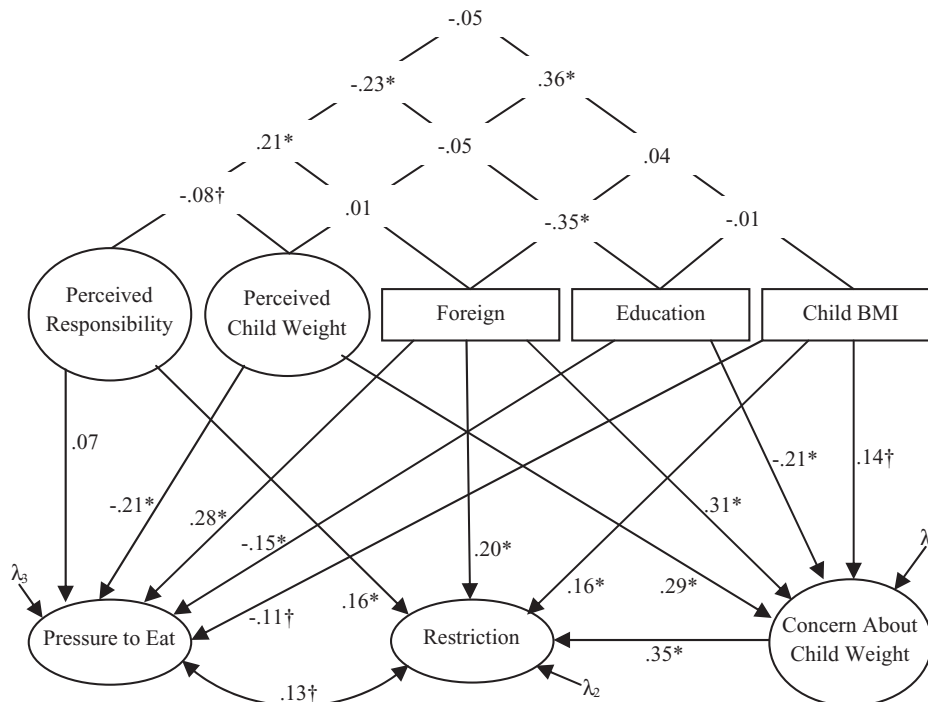 -.05
-.23*
.36*
.21*
-.05
.04
-.08†
.01
-.35*
-.01
Perceived
Responsibility
Perceived
Child Weight
Foreign
Education
Child BMI
.07
-.21*
.28*
-.15*
.20*
.31*
-.21*
.14†
λ3
-.11†
.16*
.16*
.29*
λ
Pressure to Eat
Restriction
Concern About
Child Weight
.35*
.13†
λ2